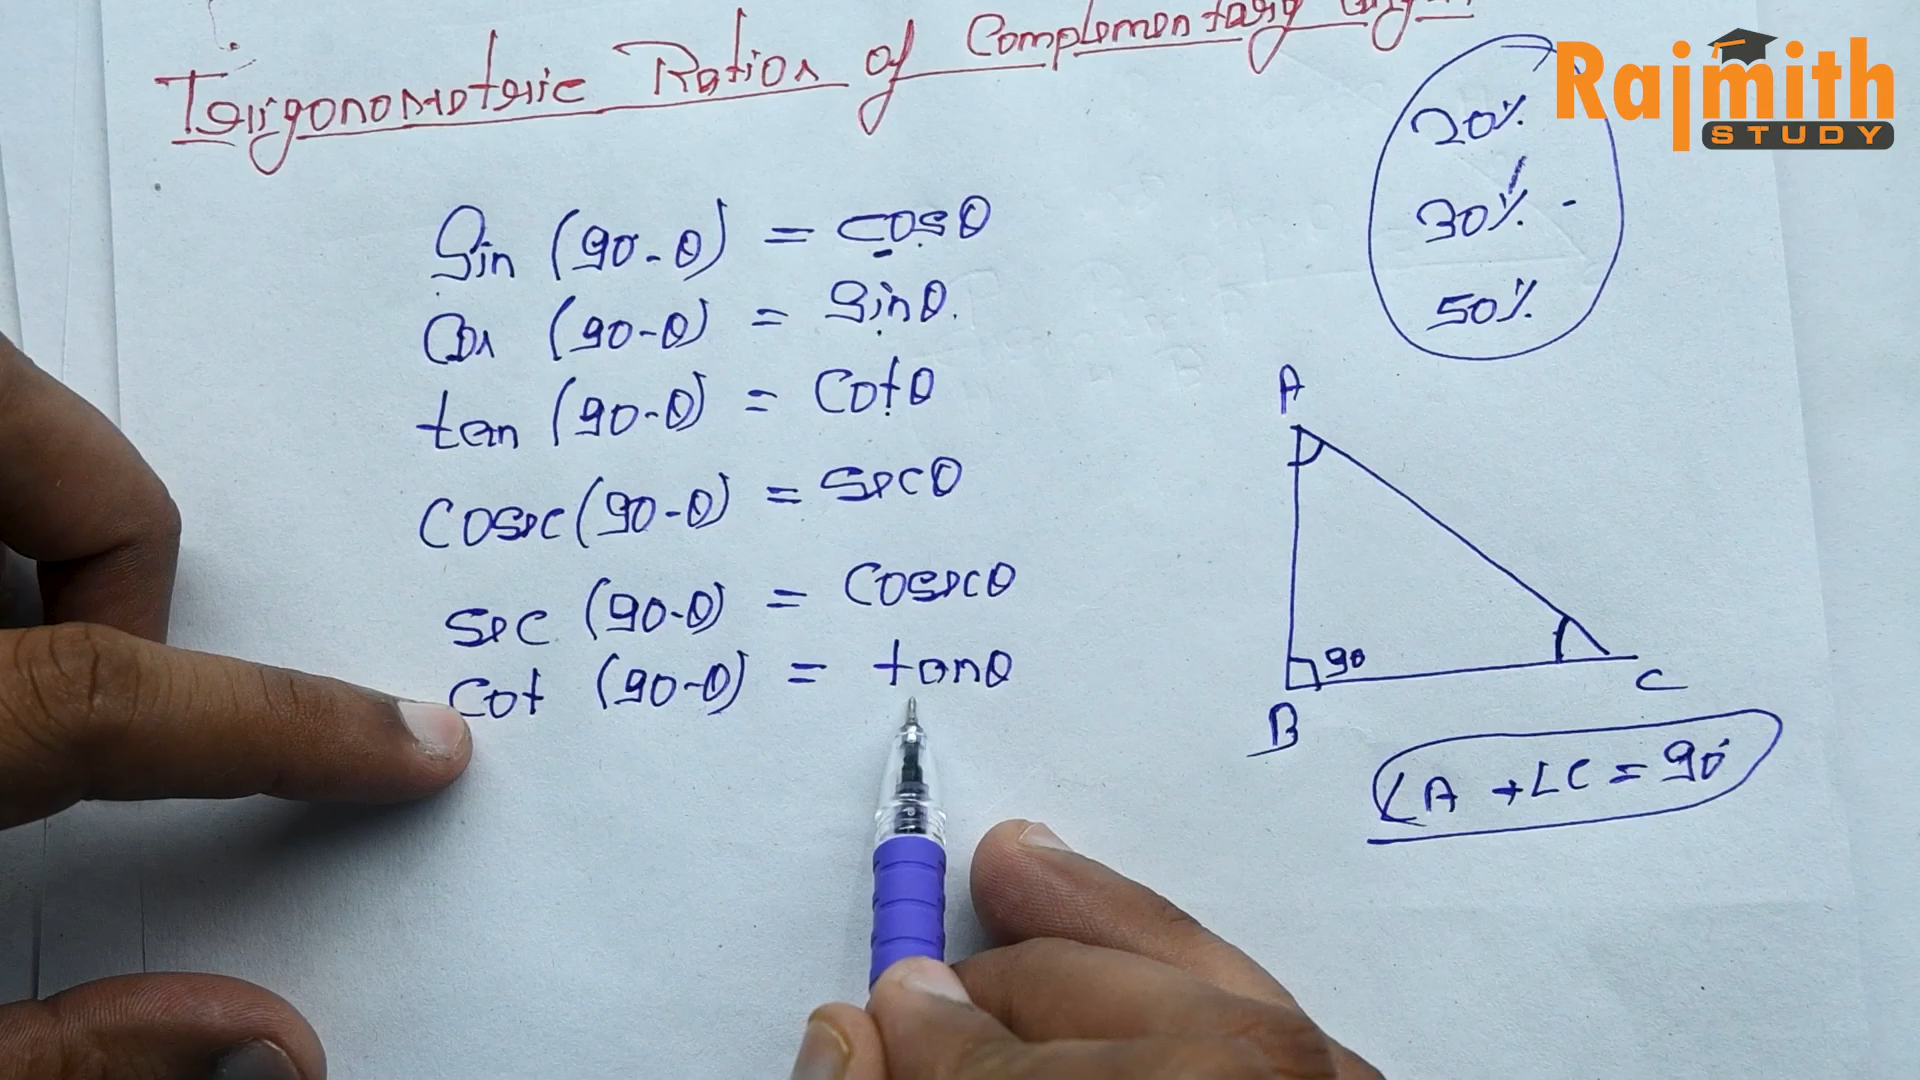 Trigonometric Ratios of Complementary
Rajmith
STUDY
20%
30%
50%
Sin (90-θ) = cosθ
Cos (90-θ) = Sinθ.
tan (90-θ) = Cotθ
Cosec (90-θ) = secθ
sec (90-θ) = Cosecθ
Cot (90-θ) = tanθ
A
90
B
C
∠A + ∠C = 90°